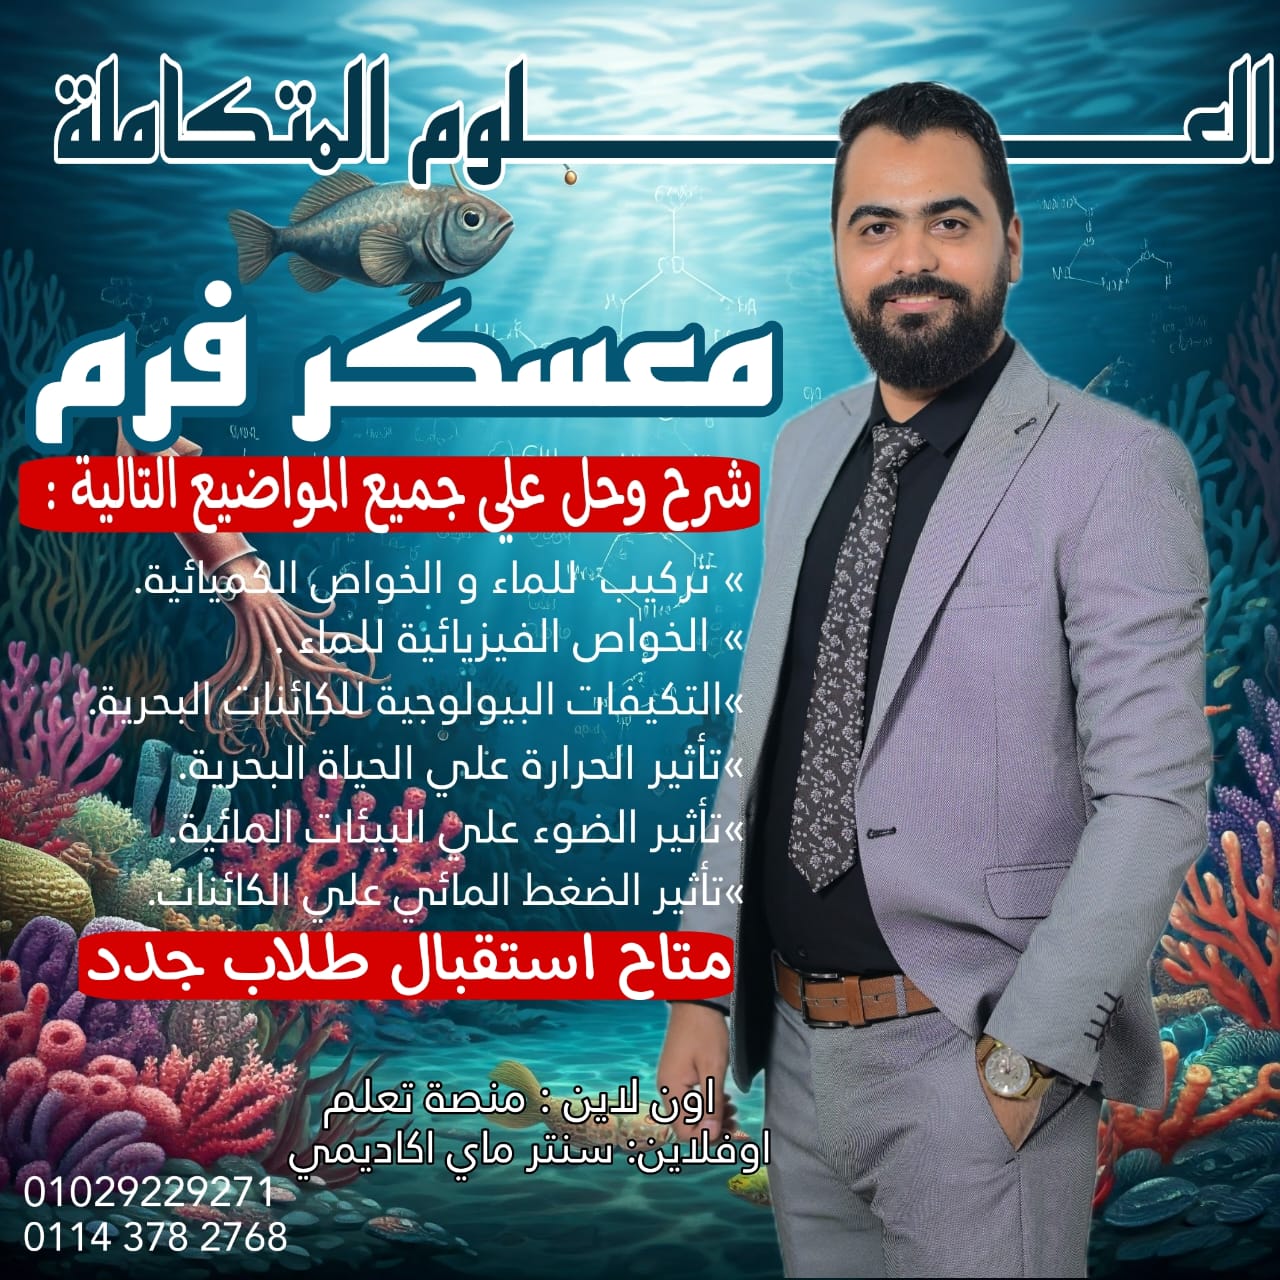 العـــــلوم المتكاملة
معسكر فرم
شرح وحل علي جميع المواضيع التالية :
» تركيب للماء و الخواص الكميائية.
» الخواص الفيزيائية للماء .
»التكيفات البيولوجية للكائنات البحرية.
»تأثير الحرارة علي الحياة البحرية.
»تأثير الضوء علي البيئات المائية.
»تأثير الضغط المائي علي الكائنات.
متاح استقبال طلاب جدد
اون لاين : منصة تعلم
اوفلاين: سنتر ماي اكاديمي
01029229271
0114 378 2768